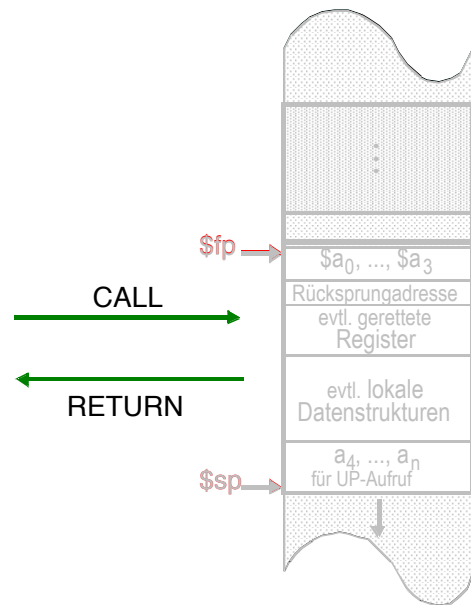 $fp
$a0, ..., $a3
Rücksprungadresse
CALL
evtl. gerettete
Register
RETURN
evtl. lokale
Datenstrukturen
a4, ..., an
für UP-Aufruf
$sp